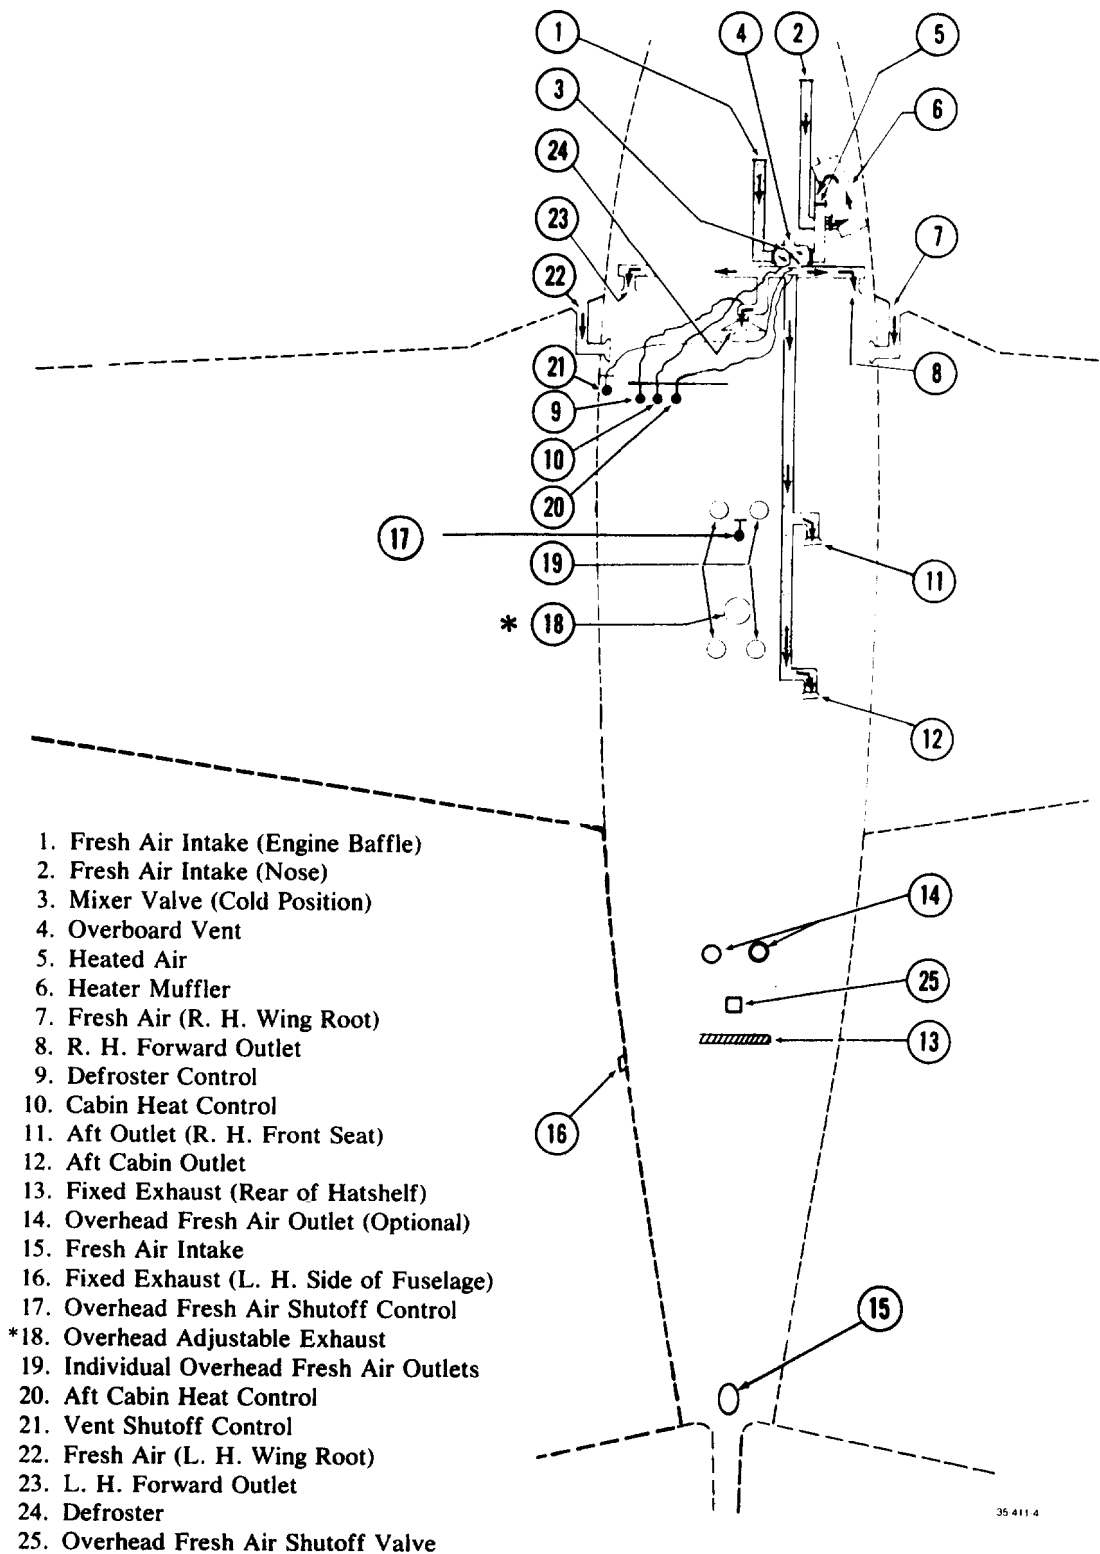 1
4
2
5
3
6
24
23
7
22
21
8
9
10
20
17
19
11
* 18
12
14
25
13
16
15
1. Fresh Air Intake (Engine Baffle)
2. Fresh Air Intake (Nose)
3. Mixer Valve (Cold Position)
4. Overboard Vent
5. Heated Air
6. Heater Muffler
7. Fresh Air (R. H. Wing Root)
8. R. H. Forward Outlet
9. Defroster Control
10. Cabin Heat Control
11. Aft Outlet (R. H. Front Seat)
12. Aft Cabin Outlet
13. Fixed Exhaust (Rear of Hatshelf)
14. Overhead Fresh Air Outlet (Optional)
15. Fresh Air Intake
16. Fixed Exhaust (L. H. Side of Fuselage)
17. Overhead Fresh Air Shutoff Control
*18. Overhead Adjustable Exhaust
19. Individual Overhead Fresh Air Outlets
20. Aft Cabin Heat Control
21. Vent Shutoff Control
22. Fresh Air (L. H. Wing Root)
23. L. H. Forward Outlet
24. Defroster
25. Overhead Fresh Air Shutoff Valve
35-411-4